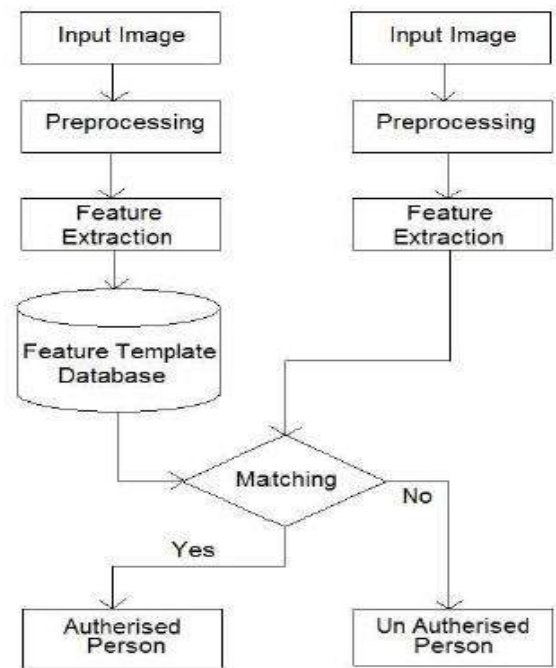 Input Image
Input Image
Preprocessing
Preprocessing
Feature
Extraction
Feature
Extraction
Feature Template
Database
Matching
No
Yes
Autherised
Person
Un Autherised
Person